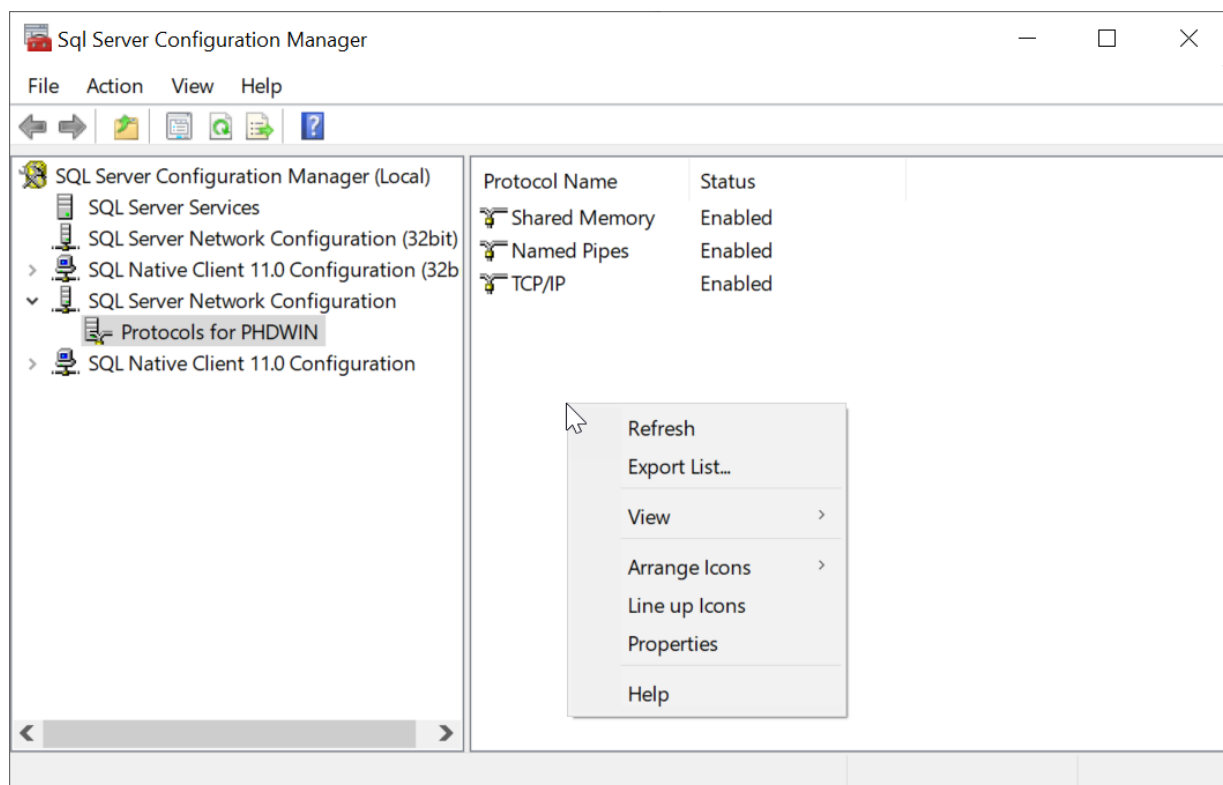 Sql Server Configuration Manager
File Action View Help
SQL Server Configuration Manager (Local)
SQL Server Services
SQL Server Network Configuration (32bit)
SQL Native Client 11.0 Configuration (32b
SQL Server Network Configuration
Protocols for PHDWIN
SQL Native Client 11.0 Configuration
Protocol Name Status
Shared Memory Enabled
Named Pipes Enabled
TCP/IP Enabled
Refresh
Export List...
View
Arrange Icons
Line up Icons
Properties
Help